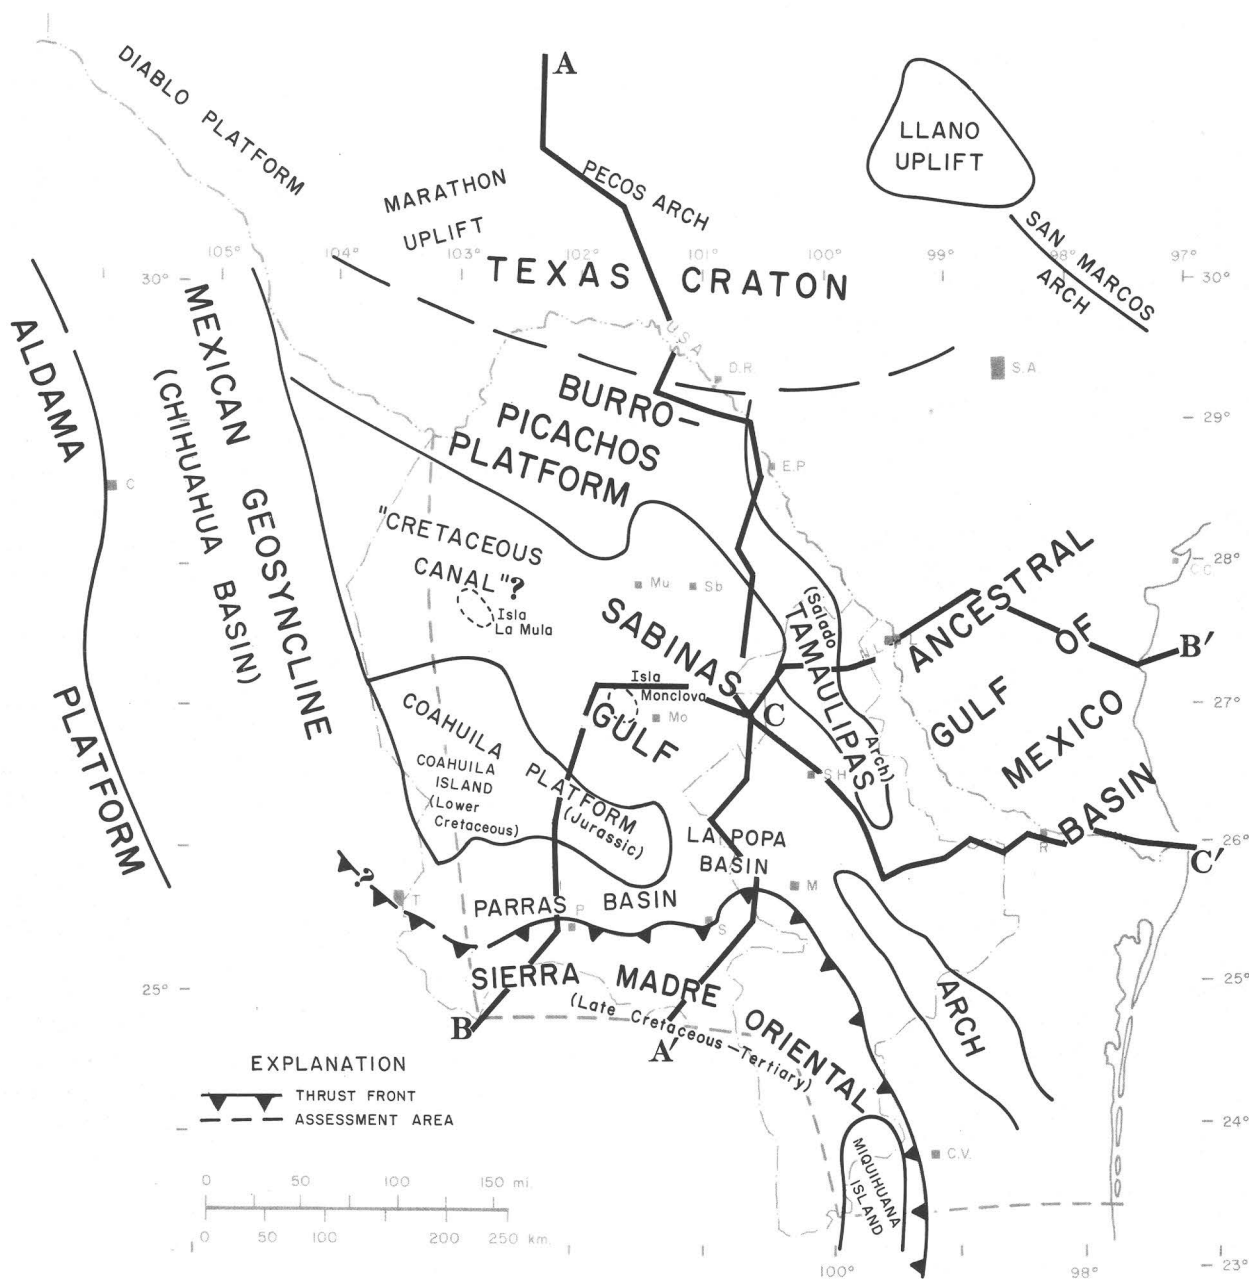 A
DIABLO PLATFORM
LLANO
UPLIFT
PECOS ARCH
MARATHON
UPLIFT
SAN MARCOS
ARCH
105°
104°
103°
102°
101°
100°
99°
98°
97°
30°
30°
TEXAS CRATON
ALDAMA
PLATFORM
MEXICAN GEOSYNCLINE
(CHIHUAHUA BASIN)
U.S.A
D.R.
S.A
BURRO-
PICACHOS
PLATFORM
29°
E.P.
C
"CRETACEOUS
CANAL"?
Isla
La Mula
Mu
Sb
28°
C.C.
SABINAS
GULF
(Salado
Arch)
TAMAULIPAS
ARCH
N.L.
ANCESTRAL
GULF OF
MEXICO
BASIN
B'
Isla
Monclova
Mo
C
27°
COAHUILA
PLATFORM
(Jurassic)
COAHUILA
ISLAND
(Lower
Cretaceous)
S.H.
LA POPA
BASIN
R
26°
C'
?
T
PARRAS BASIN
P
S
M
SIERRA MADRE ORIENTAL
(Late Cretaceous-Tertiary)
25°
25°
B
A'
EXPLANATION
THRUST FRONT
ASSESSMENT AREA
24°
MIQUIHUANA
ISLAND
C.V.
0 50 100 150 mi.
0 50 100 200 250 km.
100°
98°
23°